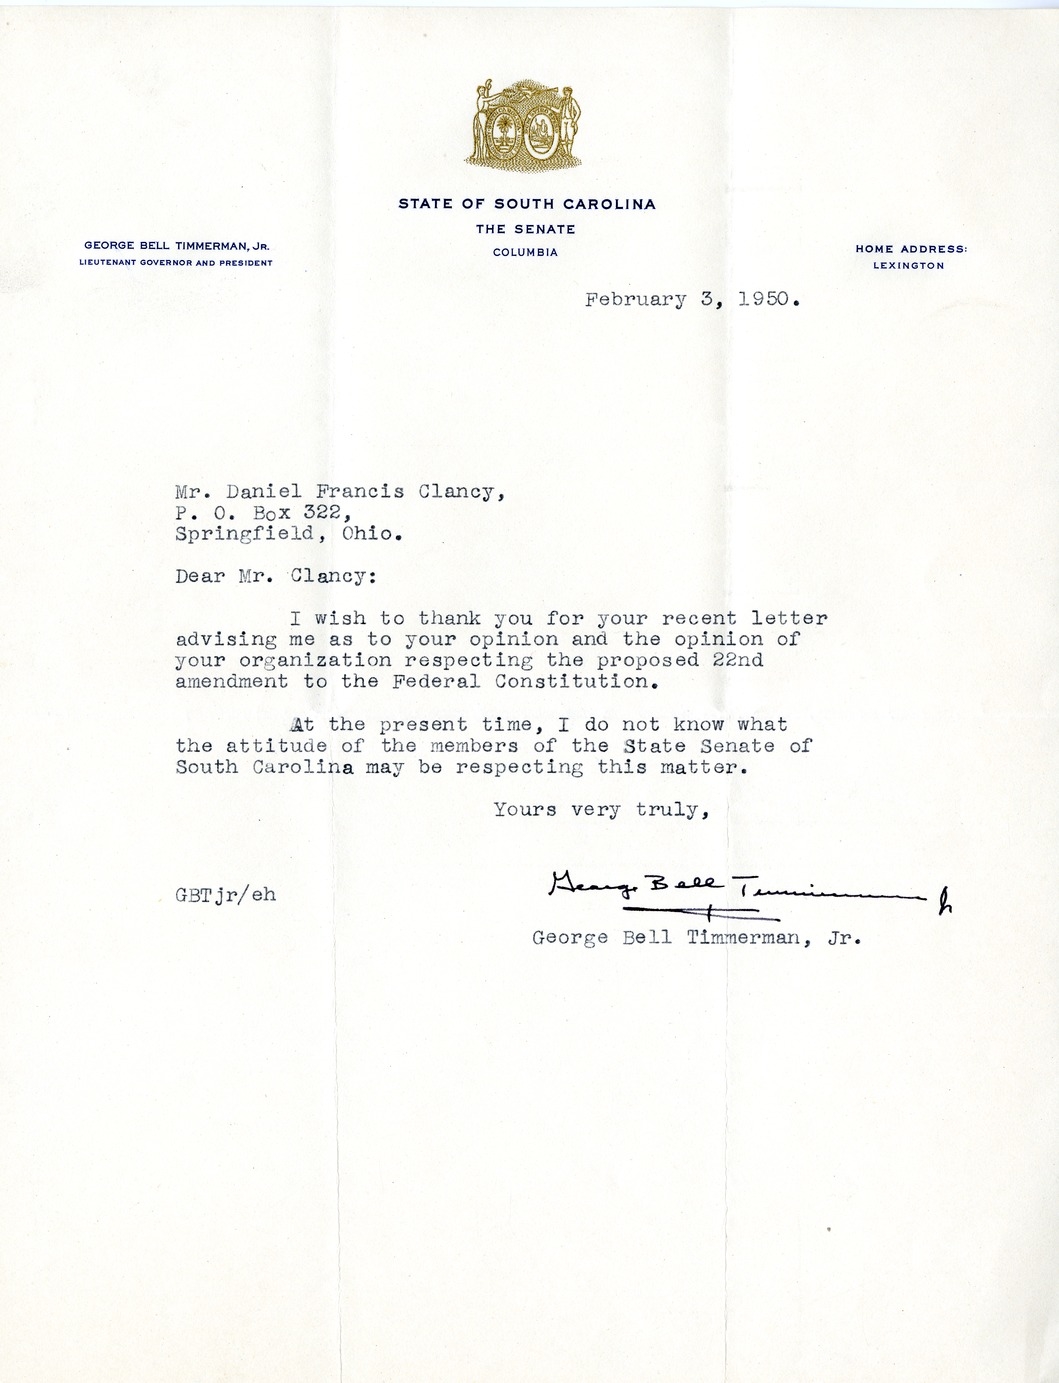 STATE OF SOUTH CAROLINA
THE SENATE
COLUMBIA
GEORGE BELL TIMMERMAN, JR.
LIEUTENANT GOVERNOR AND PRESIDENT
HOME ADDRESS:
LEXINGTON
February 3, 1950.
Mr. Daniel Francis Clancy,
P. O. Box 322,
Springfield, Ohio.
Dear Mr. Clancy:
I wish to thank you for your recent letter
advising me as to your opinion and the opinion of
your organization respecting the proposed 22nd
amendment to the Federal Constitution.
At the present time, I do not know what
the attitude of the members of the State Senate of
South Carolina may be respecting this matter.
Yours very truly,
George Bell Timmerman Jr
GBTjr/eh
George Bell Timmerman, Jr.